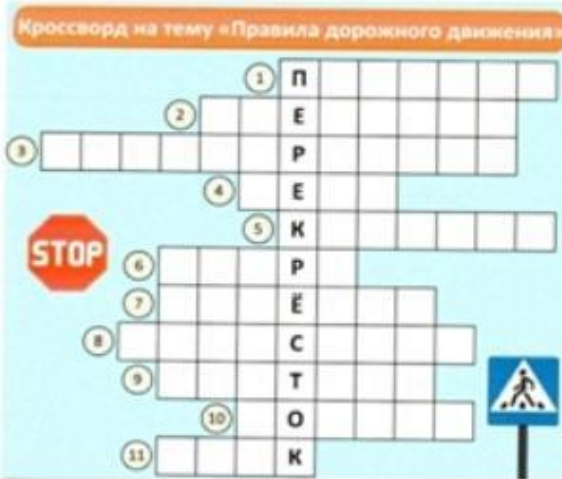 Кроссворд на тему «Правила дорожного движения»
1 П
2 Е
3 Р
4 Е
5 К
STOP
6 Р
7 Ё
8 С
9 Т
10 О
11 К